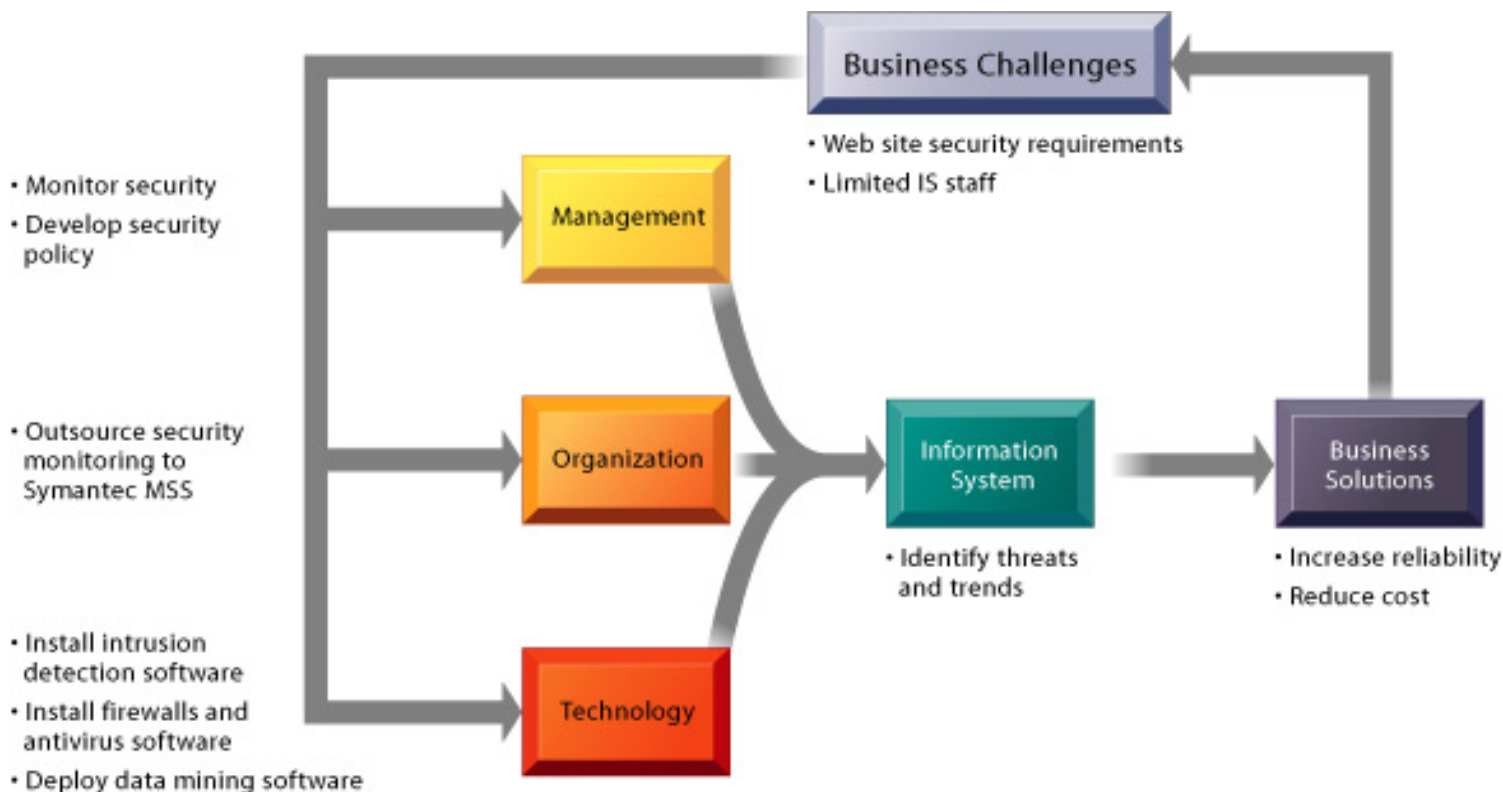 Business Challenges
• Web site security requirements
• Limited IS staff
• Monitor security
• Develop security
policy
Management
• Outsource security
monitoring to
Symantec MSS
Organization
Information
System
• Identify threats
and trends
Business
Solutions
• Increase reliability
• Reduce cost
• Install intrusion
detection software
• Install firewalls and
antivirus software
• Deploy data mining software
Technology